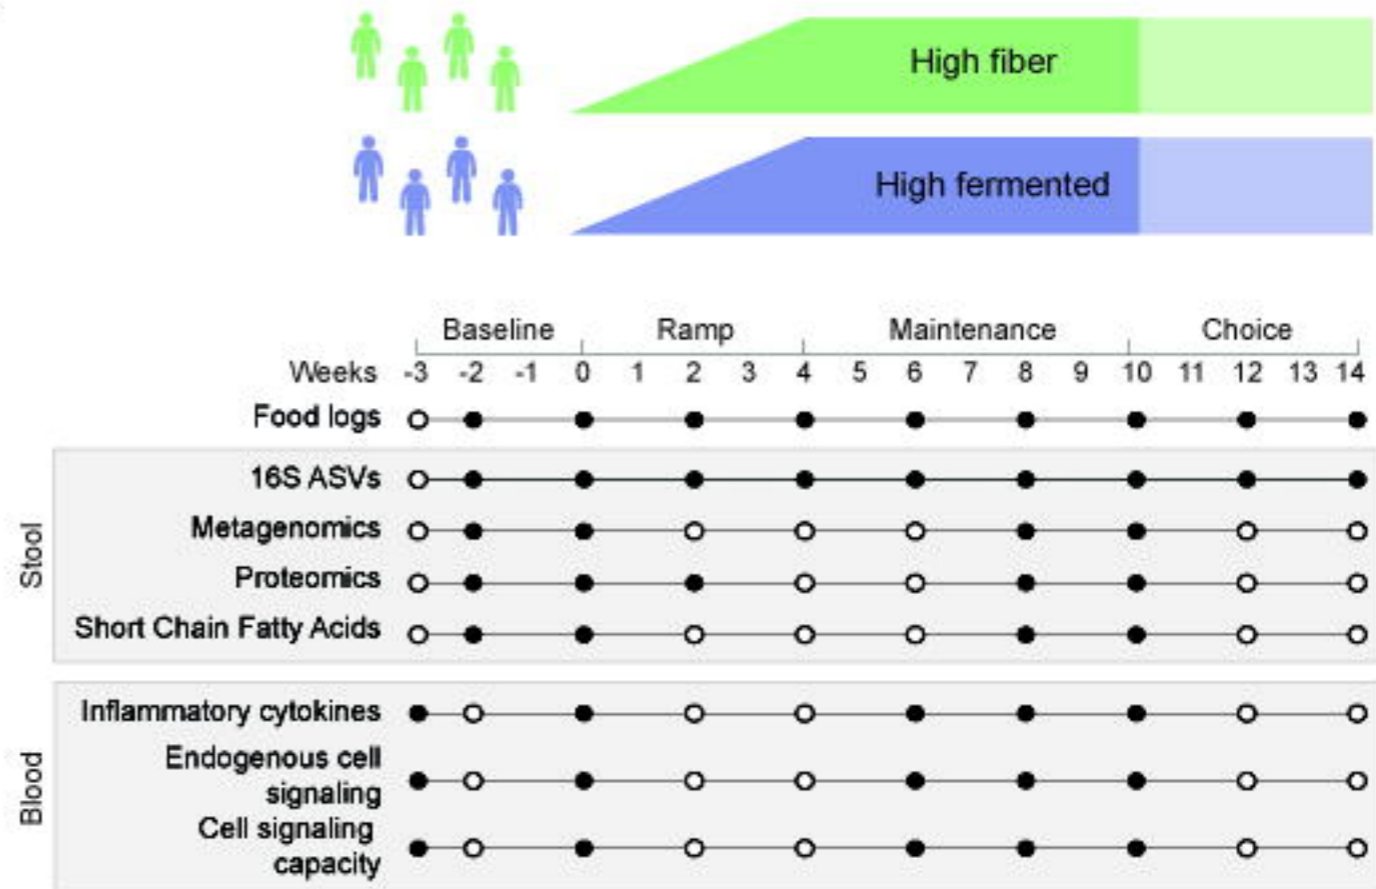 High fiber
High fermented
Baseline Ramp Maintenance Choice
Weeks -3 -2 -1 0 1 2 3 4 5 6 7 8 9 10 11 12 13 14
Food logs
Stool
16S ASVs
Metagenomics
Proteomics
Short Chain Fatty Acids
Blood
Inflammatory cytokines
Endogenous cell
signaling
Cell signaling
capacity